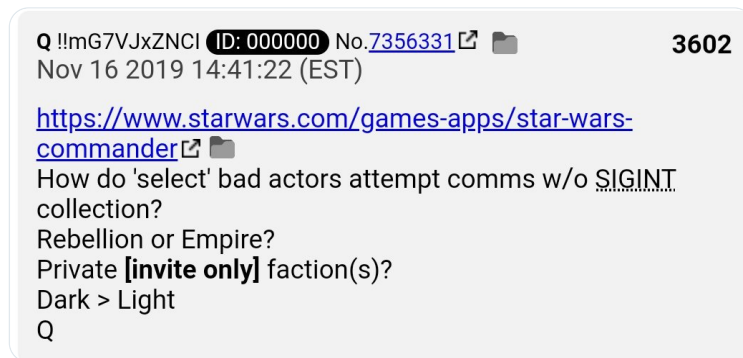 Q !!mG7VJxZNCI ID: 000000 No.7356331 3602
Nov 16 2019 14:41:22 (EST)
https://www.starwars.com/games-apps/star-wars-
commander
How do 'select' bad actors attempt comms w/o SIGINT
collection?
Rebellion or Empire?
Private [invite only] faction(s)?
Dark > Light
Q